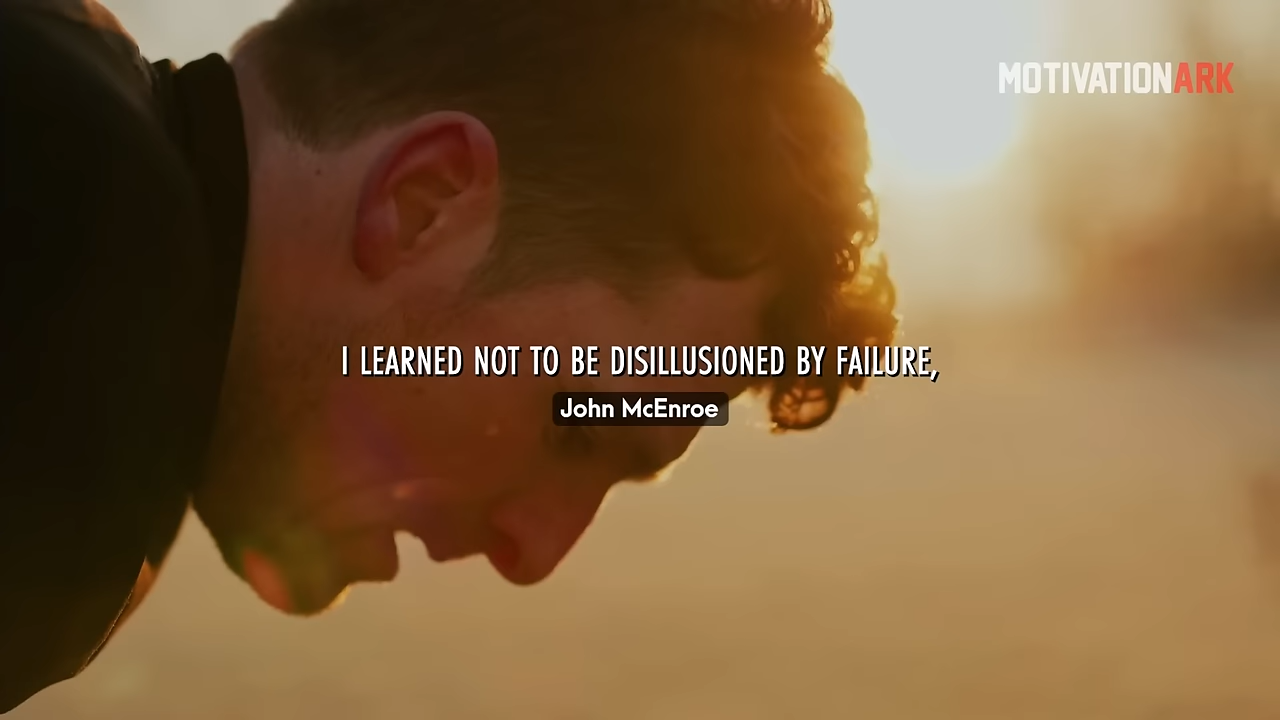 MOTIVATIONARK
I LEARNED NOT TO BE DISILLUSIONED BY FAILURE,
John McEnroe